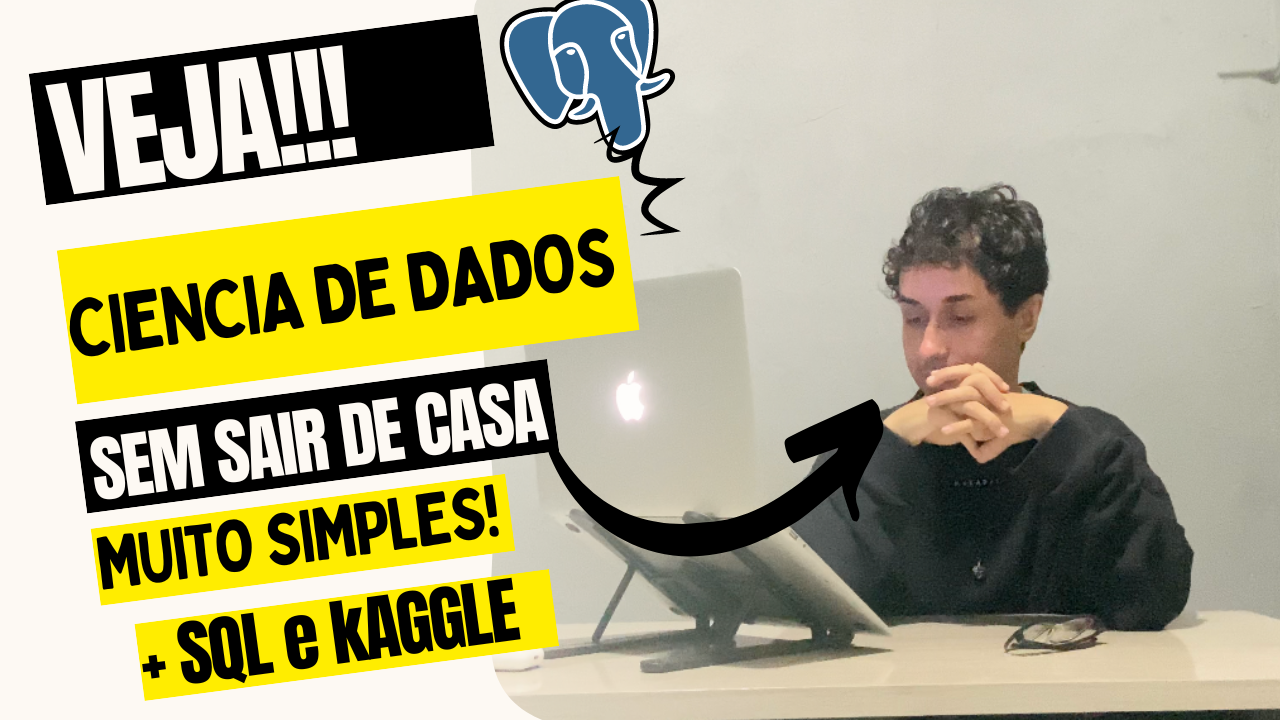 VEJA!!!
CIENCIA DE DADOS
SEM SAIR DE CASA
MUITO SIMPLES!
+ SQL e kAGGLE